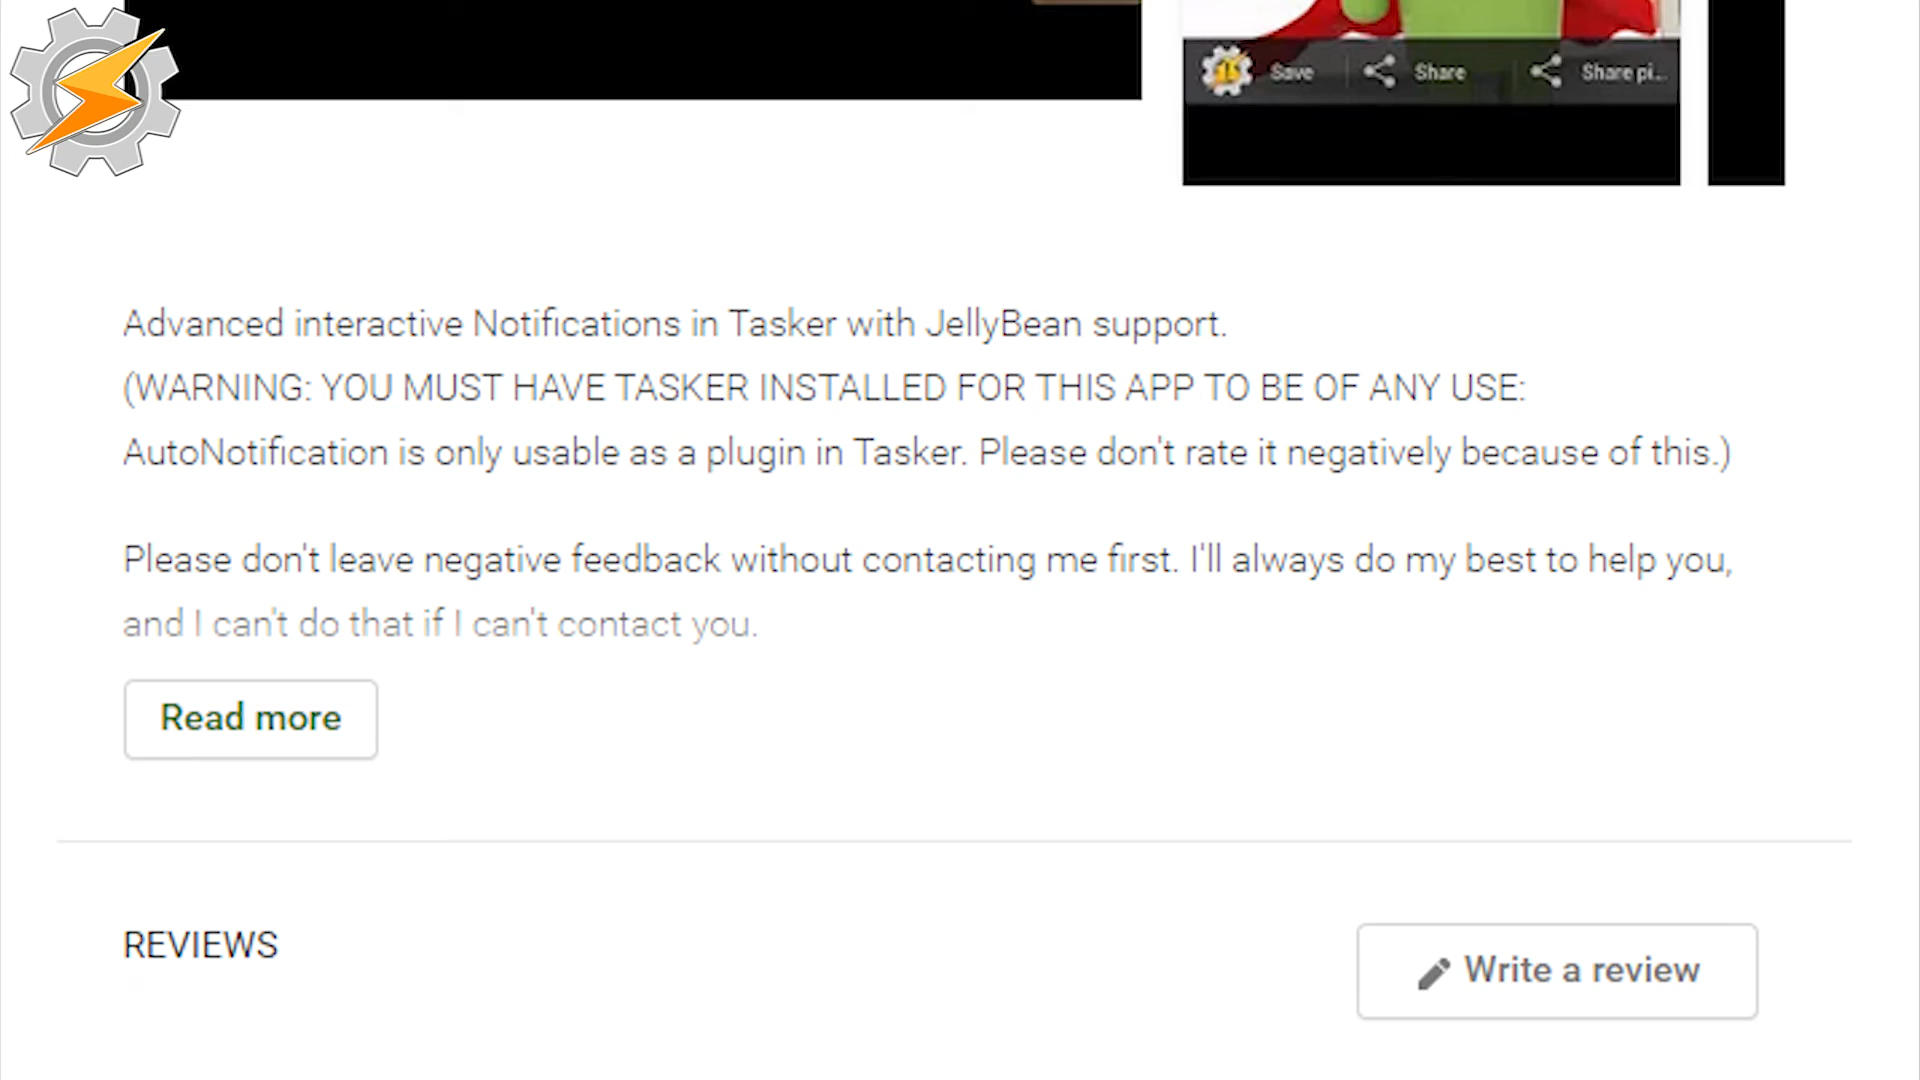 Save Share Share pi...
Advanced interactive Notifications in Tasker with JellyBean support.
(WARNING: YOU MUST HAVE TASKER INSTALLED FOR THIS APP TO BE OF ANY USE:
AutoNotification is only usable as a plugin in Tasker. Please don't rate it negatively because of this.)
Please don't leave negative feedback without contacting me first. I'll always do my best to help you,
and I can't do that if I can't contact you.
Read more
REVIEWS
Write a review